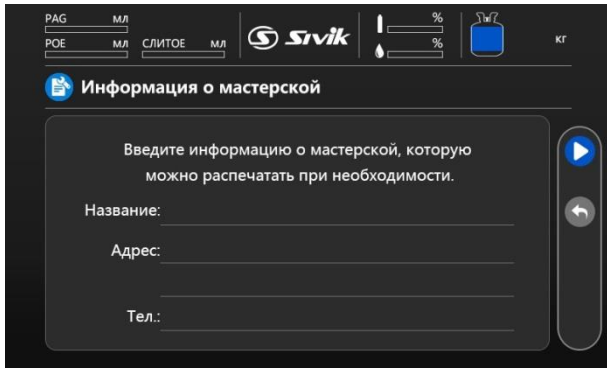 PAG мл
POE мл СЛИТОЕ мл
Sivik
%
%
кг
Информация о мастерской
Введите информацию о мастерской, которую
можно распечатать при необходимости.
Название:
Адрес:
Тел.: